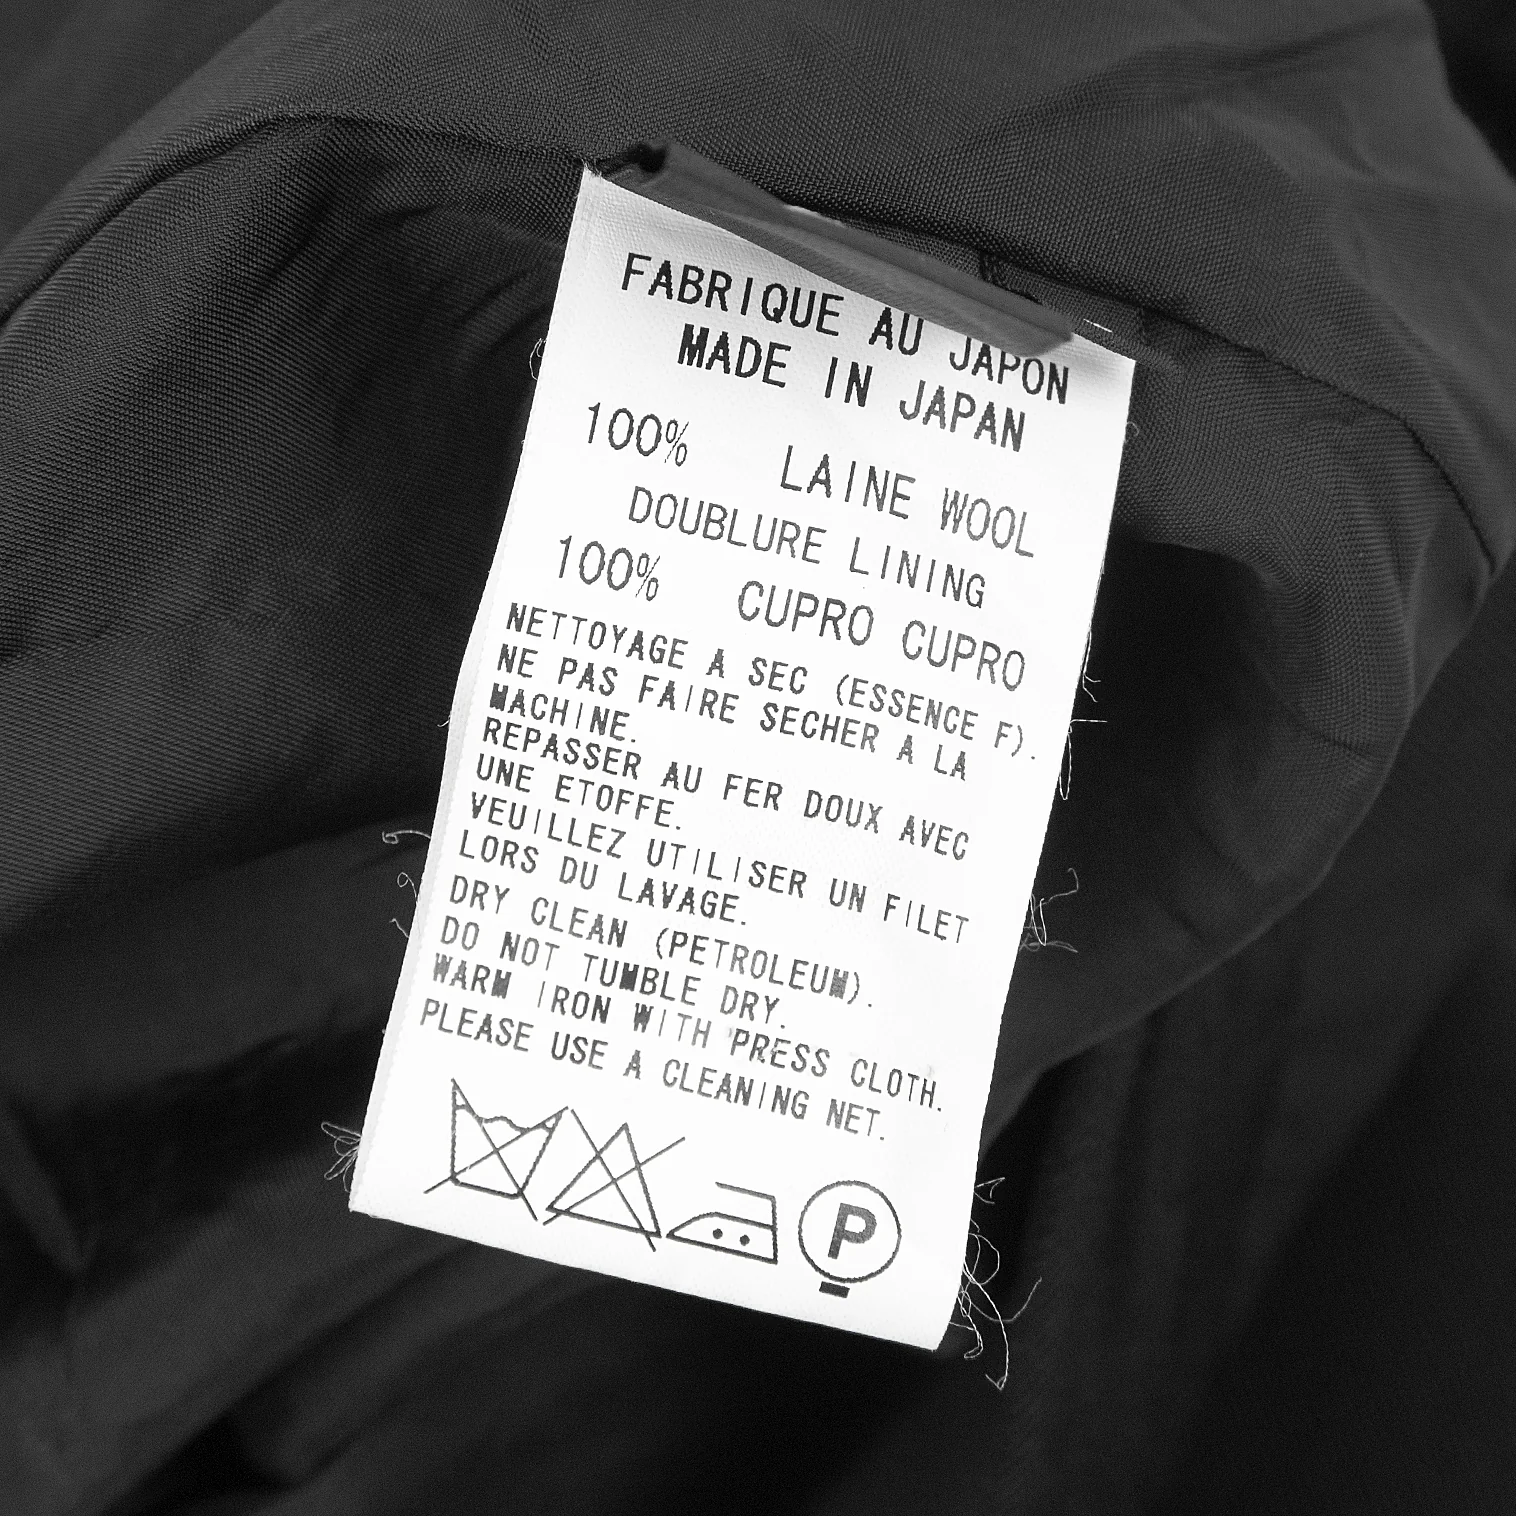 FABRIQUE AU JAPON
MADE IN JAPAN
100% LAINE WOOL
DOUBLURE LINING
100% CUPRO CUPRO
NETTOYAGE A SEC (ESSENCE F).
NE PAS FAIRE SECHER A LA
MACHINE.
REPASSER AU FER DOUX AVEC
UNE ETOFFE.
VEUILLEZ UTILISER UN FILET
LORS DU LAVAGE.
DRY CLEAN (PETROLEUM).
DO NOT TUMBLE DRY.
WARM IRON WITH PRESS CLOTH.
PLEASE USE A CLEANING NET.
P